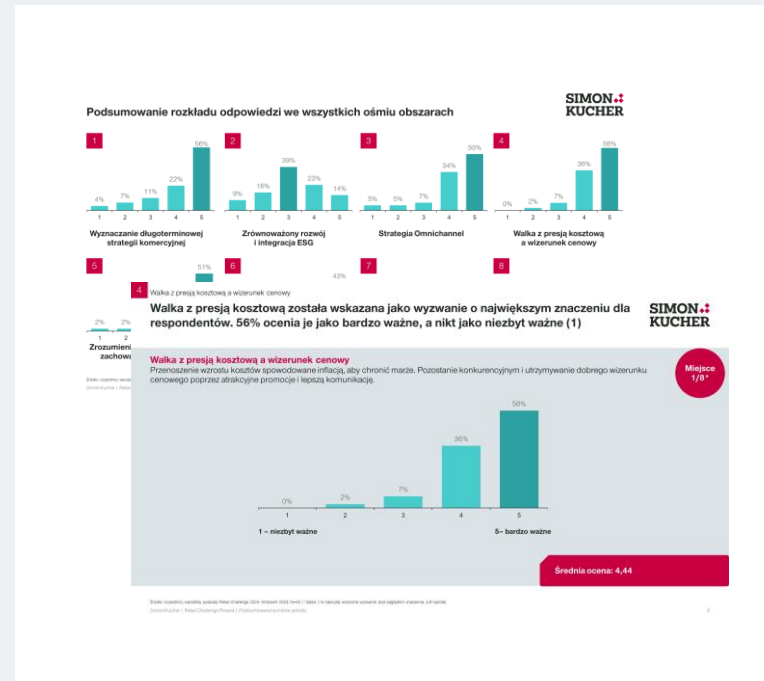 SIMON
KUCHER
Podsumowanie rozkładu odpowiedzi we wszystkich ośmiu obszarach
1
4% 7% 11% 22% 56%
1 2 3 4 5
Wyznaczanie długoterminowej
strategii komercyjnej
2
9% 16% 39% 23% 14%
1 2 3 4 5
Zrównoważony rozwój
i integracja ESG
3
5% 5% 7% 34% 50%
1 2 3 4 5
Strategia Omnichannel
4
0% 2% 7% 36% 56%
1 2 3 4 5
Walka z presją kosztową
a wizerunek cenowy
5
2% 2% 51%
1 2
Zrozumieni
zachowa
6
43%
7
8
4 Walka z presją kosztową a wizerunek cenowy
Walka z presją kosztową została wskazana jako wyzwanie o największym znaczeniu dla
respondentów. 56% ocenia je jako bardzo ważne, a nikt jako niezbyt ważne (1)
SIMON
KUCHER
Walka z presją kosztową a wizerunek cenowy
Przenoszenie wzrostu kosztów spowodowane inflacją, aby chronić marże. Pozostanie konkurencyjnym i utrzymywanie dobrego wizerunku
cenowego poprzez atrakcyjne promocje i lepszą komunikację.
Miejsce
1/8*
0% 2% 7% 36% 56%
1 2 3 4 5
1 – niezbyt ważne 5– bardzo ważne
Średnia ocena: 4,44